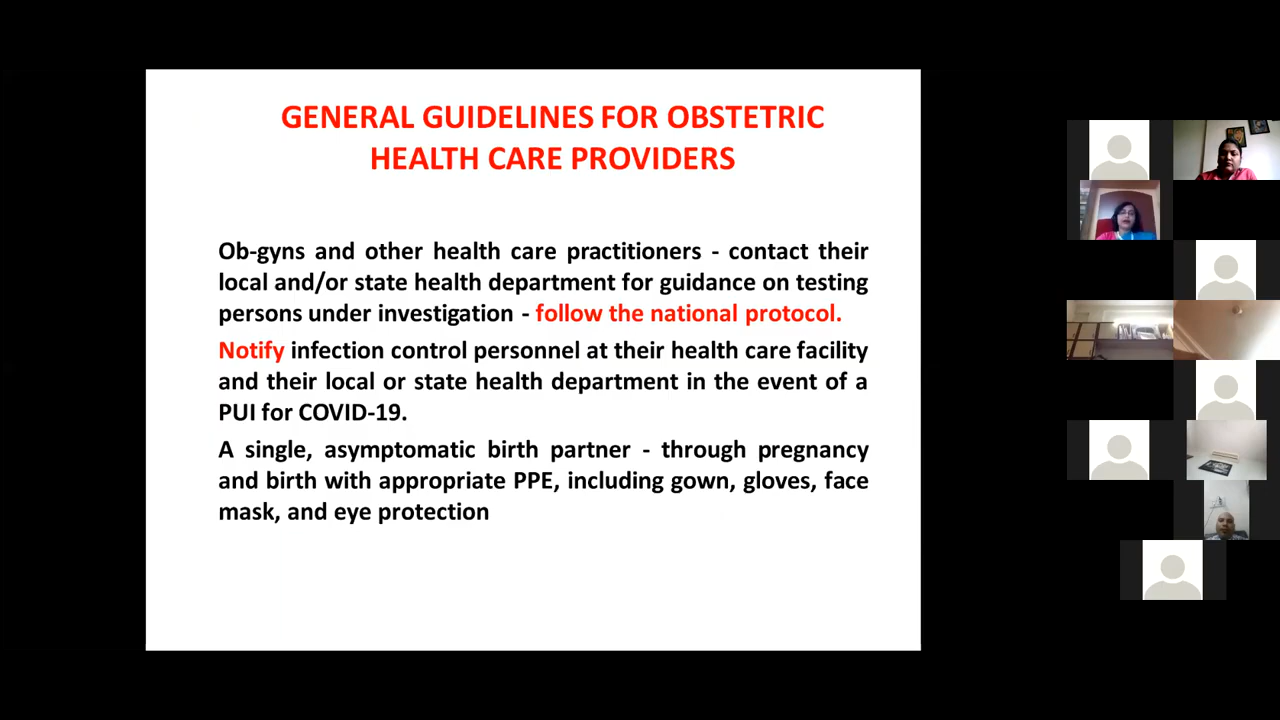 GENERAL GUIDELINES FOR OBSTETRIC
HEALTH CARE PROVIDERS
Ob-gyns and other health care practitioners - contact their
local and/or state health department for guidance on testing
persons under investigation - follow the national protocol.
Notify infection control personnel at their health care facility
and their local or state health department in the event of a
PUI for COVID-19.
A single, asymptomatic birth partner - through pregnancy
and birth with appropriate PPE, including gown, gloves, face
mask, and eye protection